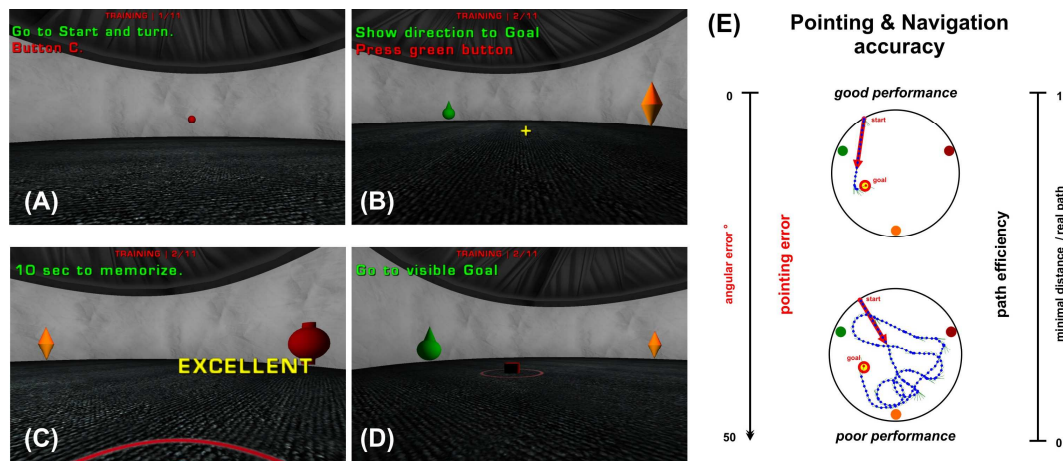 TRAINING | 1/11
Go to Start and turn.
Button C.
(A)
TRAINING | 2/11
Show direction to Goal
Press green button
(B)
TRAINING | 2/11
10 sec to memorize.
EXCELLENT
(C)
TRAINING | 2/11
Go to visible Goal
(D)
(E)
Pointing & Navigation
accuracy
0
angular error °
50
pointing error
good performance
start
goal
start
goal
poor performance
path efficiency
1
minimal distance / real path
0